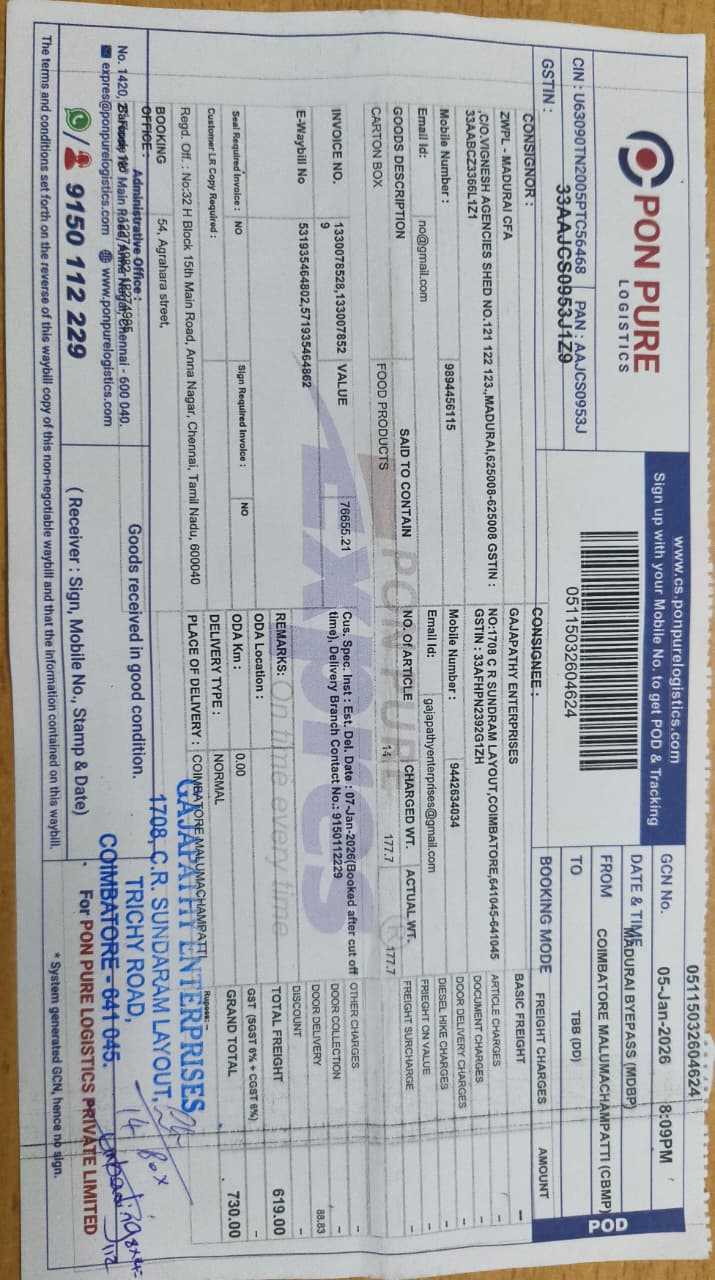 PON PURE
LOGISTICS
CIN : U63090TN2005PTC56468 PAN : AAJCS0953J
GSTIN : 33AAJCS0953J1Z9
www.cs.ponpurelogistics.com
Sign up with your Mobile No. to get POD & Tracking
05115032604624
GCN No. 05115032604624
DATE & TIME 05-Jan-2026 8:09PM
FROM MADURAI BYEPASS (MDBP)
TO COIMBATORE MALUMACHAMPATTI (CBMP)
BOOKING MODE TBB (DD)
POD
CONSIGNOR :
ZWPL - MADURAI CFA
,C/O.VIGNESH AGENCIES SHED NO.121 122 123.,MADURAI,625008-625008 GSTIN :
33AABCZ3366L1Z1
Mobile Number : 9894456115
Email Id: no@gmail.com
CONSIGNEE :
GAJAPATHY ENTERPRISES
NO:1708 C R SUNDRAM LAYOUT,COIMBATORE,641045-641045
GSTIN : 33AFHPN2392G1ZH
Mobile Number : 9442634034
Email Id: gajapathyenterprises@gmail.com
GOODS DESCRIPTION SAID TO CONTAIN NO. Of ARTICLE CHARGED WT. ACTUAL WT.
CARTON BOX FOOD PRODUCTS 14 177.7 177.7
INVOICE NO. 1330078528,133007852
9
VALUE 76655.21
E-Waybill No 531935464802,571935464862
Cus. Spec. Inst : Est. Del. Date : 07-Jan-2026(Booked after cut off
time), Delivery Branch Contact No.: 9150112229
REMARKS:
Seal Required Invoice : NO Sign Required Invoice : NO
Customer LR Copy Required :
ODA Location :
ODA Km : 0.00
DELIVERY TYPE : NORMAL
PLACE OF DELIVERY : COIMBATORE MALUMACHAMPATTI
Regd. Off. : No:32 H Block 15th Main Road, Anna Nagar, Chennai, Tamil Nadu, 600040
FREIGHT CHARGES AMOUNT
BASIC FREIGHT -
ARTICLE CHARGES -
DOCUMENT CHARGES -
DOOR DELIVERY CHARGES -
DIESEL HIKE CHARGES -
FRIEGHT ON VALUE -
FREIGHT SURCHARGE -
OTHER CHARGES -
DOOR COLLECTION -
DOOR DELIVERY 88.83
DISCOUNT -
TOTAL FREIGHT 619.00
GST (SGST 6% + CGST 6%) -
GRAND TOTAL 730.00
Rupees: --
PON PURE
Exprcs
On time every time
BOOKING
OFFICE :
54, Agrahara street,
Administrative Office :
Main Road, Anna Nagar, Chennai - 600 040.
expres@ponpurelogistics.com www.ponpurelogistics.com
/ 9150 112 229
Goods received in good condition.
( Receiver : Sign, Mobile No., Stamp & Date)
GAJAPATHY ENTERPRISES
1708, C.R. SUNDARAM LAYOUT,
TRICHY ROAD,
COIMBATORE - 641 045.
14 Box
For PON PURE LOGISTICS PRIVATE LIMITED
* System generated GCN, hence no sign.
The terms and conditions set forth on the reverse of this waybill copy of this non-negotiable waybill and that the information contained on this waybill.